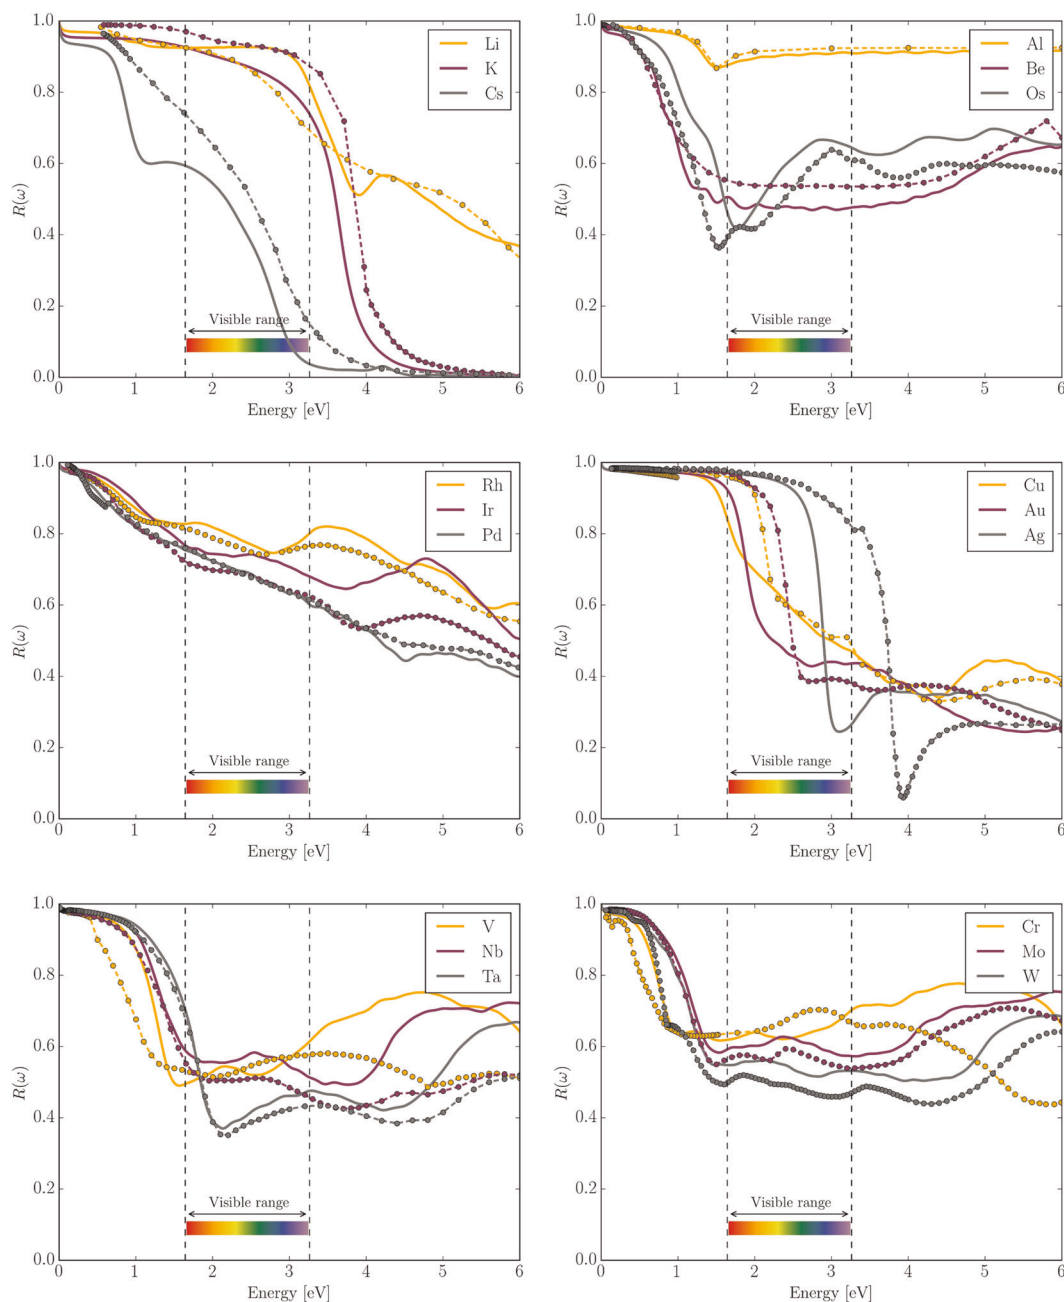 1.0
0.8
0.6
0.4
0.2
0.0
R(ω)
Li
K
Cs
Visible range
0 1 2 3 4 5 6
Energy [eV]
1.0
0.8
0.6
0.4
0.2
0.0
R(ω)
Al
Be
Os
Visible range
0 1 2 3 4 5 6
Energy [eV]
1.0
0.8
0.6
0.4
0.2
0.0
R(ω)
Rh
Ir
Pd
Visible range
0 1 2 3 4 5 6
Energy [eV]
1.0
0.8
0.6
0.4
0.2
0.0
R(ω)
Cu
Au
Ag
Visible range
0 1 2 3 4 5 6
Energy [eV]
1.0
0.8
0.6
0.4
0.2
0.0
R(ω)
V
Nb
Ta
Visible range
0 1 2 3 4 5 6
Energy [eV]
1.0
0.8
0.6
0.4
0.2
0.0
R(ω)
Cr
Mo
W
Visible range
0 1 2 3 4 5 6
Energy [eV]